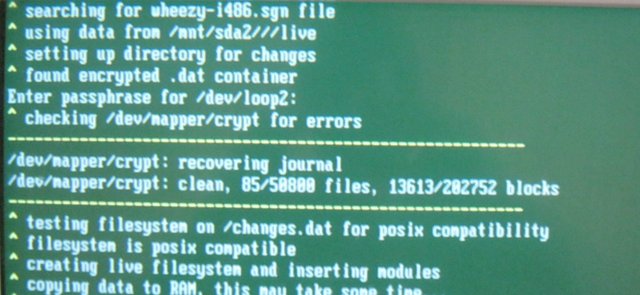 ^ searching for wheezy-i486.sgn file
^ using data from /mnt/sda2///live
^ setting up directory for changes
^ found encrypted .dat container
Enter passphrase for /dev/loop2:
^ checking /dev/mapper/crypt for errors
/dev/mapper/crypt: recovering journal
/dev/mapper/crypt: clean, 85/50800 files, 13613/202752 blocks
^ testing filesystem on /changes.dat for posix compatibility
^ filesystem is posix compatible
^ creating live filesystem and inserting modules
^ copying data to RAM, this may take some time